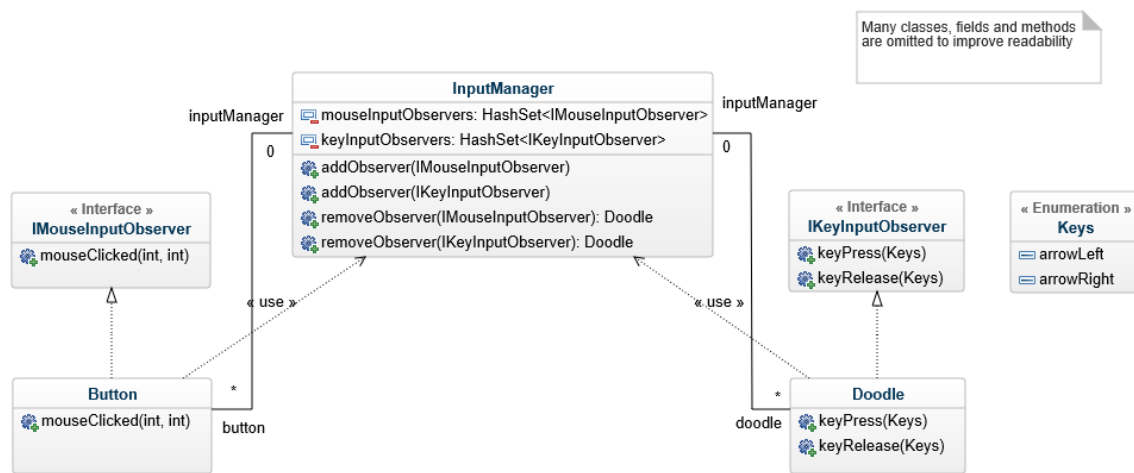 Many classes, fields and methods
are omitted to improve readability
InputManager
mouseInputObservers: HashSet<IMouseInputObserver>
keyInputObservers: HashSet<IKeyInputObserver>
addObserver(IMouseInputObserver)
addObserver(IKeyInputObserver)
removeObserver(IMouseInputObserver): Doodle
removeObserver(IKeyInputObserver): Doodle
inputManager
0
inputManager
0
« Interface »
IMouseInputObserver
mouseClicked(int, int)
« Interface »
IKeyInputObserver
keyPress(Keys)
keyRelease(Keys)
« Enumeration »
Keys
arrowLeft
arrowRight
« use »
« use »
Button
mouseClicked(int, int)
*
button
*
doodle
Doodle
keyPress(Keys)
keyRelease(Keys)